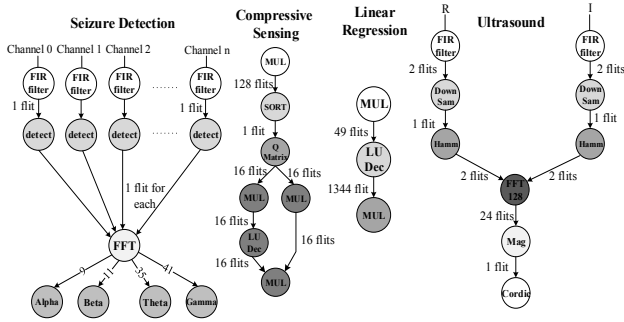 Seizure Detection
Channel 0
Channel 1
Channel 2
Channel n
FIR
filter
FIR
filter
FIR
filter
........
FIR
filter
1 flit
1 flit
detect
detect
detect
........
detect
1 flit for
each
FFT
9
11
35
41
Alpha
Beta
Theta
Gamma
Compressive
Sensing
MUL
128 flits
SORT
1 flit
Q
Matrix
16 flits
16 flits
MUL
MUL
16 flits
LU
Dec
16 flits
16 flits
MUL
Linear
Regression
MUL
49 flits
LU
Dec
1344 flit
MUL
Ultrasound
R
I
FIR
filter
FIR
filter
2 flits
2 flits
Down
Sam
Down
Sam
1 flit
1 flit
Hamm
Hamm
2 flits
2 flits
FFT
128
24 flits
Mag
1 flit
Cordic